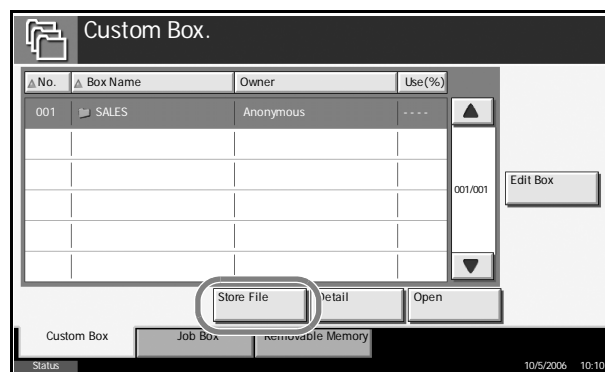 Custom Box.
No. Box Name Owner Use(%)
001 SALES Anonymous ----
001/001
Edit Box
Store File Detail Open
Custom Box Job Box Removable Memory
Status 10/5/2006 10:10